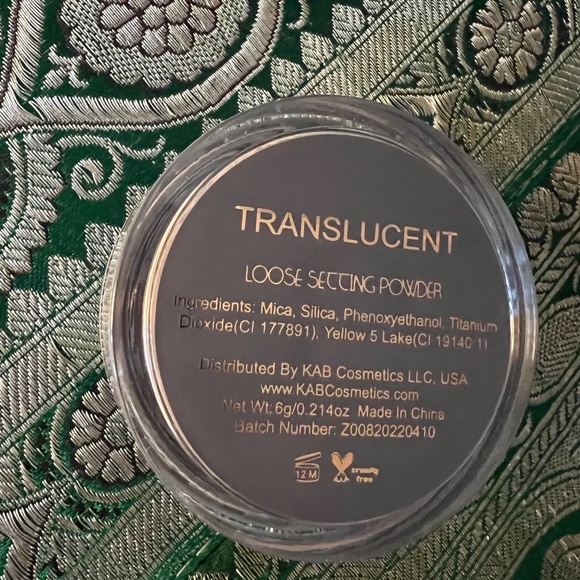 TRANSLUCENT
LOOSE SETTING POWDER
Ingredients: Mica, Silica, Phenoxyethanol, Titanium
Dioxide(CI 177891), Yellow 5 Lake(CI 19140:1)
Distributed By KAB Cosmetics LLC, USA
www.KABCosmetics.com
Net Wt: 6g/0.214oz Made In China
Batch Number: Z00820220410
12 M
cruelty
free